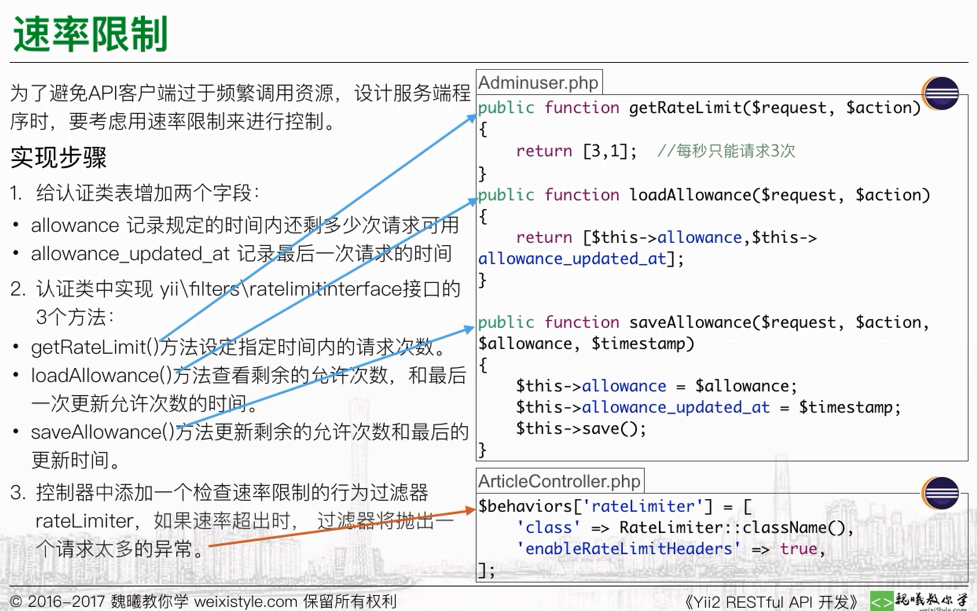 速率限制
为了避免API客户端过于频繁调用资源，设计服务端程
序时，要考虑用速率限制来进行控制。
实现步骤
1. 给认证类表增加两个字段：
• allowance 记录规定的时间内还剩多少次请求可用
• allowance_updated_at 记录最后一次请求的时间
2. 认证类中实现 yii\filters\ratelimitinterface接口的
3个方法：
• getRateLimit()方法设定指定时间内的请求次数。
• loadAllowance()方法查看剩余的允许次数，和最后
一次更新允许次数的时间。
• saveAllowance()方法更新剩余的允许次数和最后的
更新时间。
3. 控制器中添加一个检查速率限制的行为过滤器
rateLimiter，如果速率超出时， 过滤器将抛出一
个请求太多的异常。
Adminuser.php
public function getRateLimit($request, $action)
{
    return [3,1];  //每秒只能请求3次
}
public function loadAllowance($request, $action)
{
    return [$this->allowance,$this->
allowance_updated_at];
}
public function saveAllowance($request, $action,
$allowance, $timestamp)
{
    $this->allowance = $allowance;
    $this->allowance_updated_at = $timestamp;
    $this->save();
}
ArticleController.php
$behaviors['rateLimiter'] = [
    'class' => RateLimiter::className(),
    'enableRateLimitHeaders' => true,
];
© 2016-2017 魏曦教你学 weixistyle.com 保留所有权利
《Yii2 RESTful API 开发》
<> 魏曦教你学
weixistyle.com